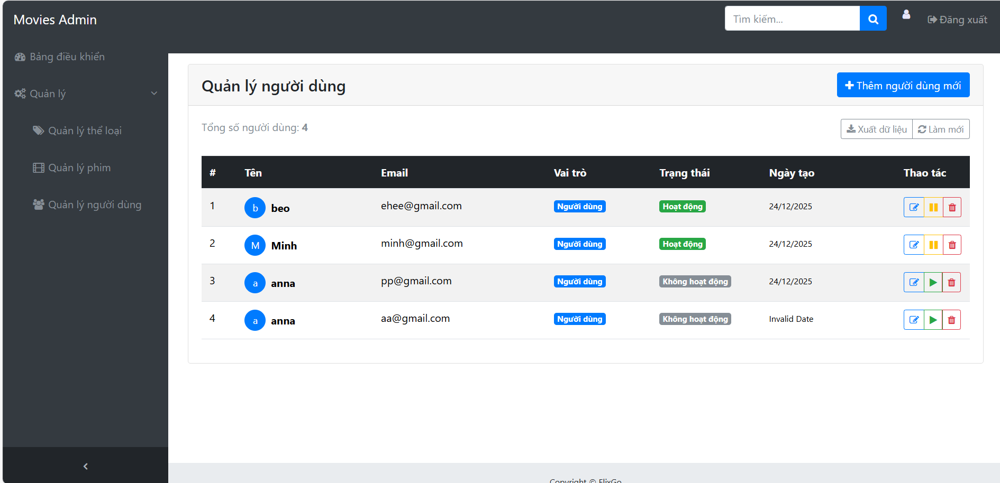 Movies Admin
Tìm kiếm...
Đăng xuất
Bảng điều khiển
Quản lý
Quản lý thể loại
Quản lý phim
Quản lý người dùng
Quản lý người dùng
Thêm người dùng mới
Tổng số người dùng: 4
Xuất dữ liệu
Làm mới
# Tên Email Vai trò Trạng thái Ngày tạo Thao tác
1 b beo ehee@gmail.com Người dùng Hoạt động 24/12/2025
2 M Minh minh@gmail.com Người dùng Hoạt động 24/12/2025
3 a anna pp@gmail.com Người dùng Không hoạt động 24/12/2025
4 a anna aa@gmail.com Người dùng Không hoạt động Invalid Date
Copyright © FlixGo